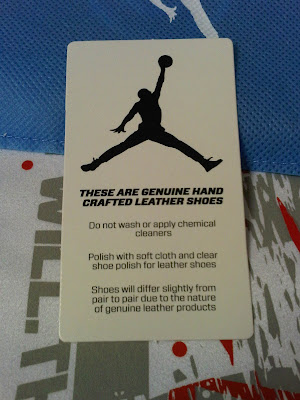 THESE ARE GENUINE HAND
CRAFTED LEATHER SHOES
Do not wash or apply chemical
cleaners
Polish with soft cloth and clear
shoe polish for leather shoes
Shoes will differ slightly from
pair to pair due to the nature
of genuine leather products
WILL